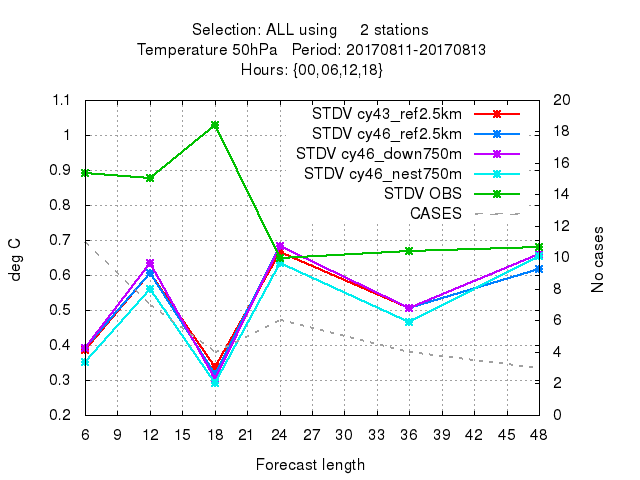 Selection: ALL using     2 stations
Temperature 50hPa   Period: 20170811-20170813
Hours: {00,06,12,18}
STDV cy43_ref2.5km
STDV cy46_ref2.5km
STDV cy46_down750m
STDV cy46_nest750m
STDV OBS
CASES
1.1
1
0.9
0.8
0.7
0.6
0.5
0.4
0.3
0.2
deg C
20
18
16
14
12
10
8
6
4
2
0
No cases
6 9 12 15 18 21 24 27 30 33 36 39 42 45 48
Forecast length